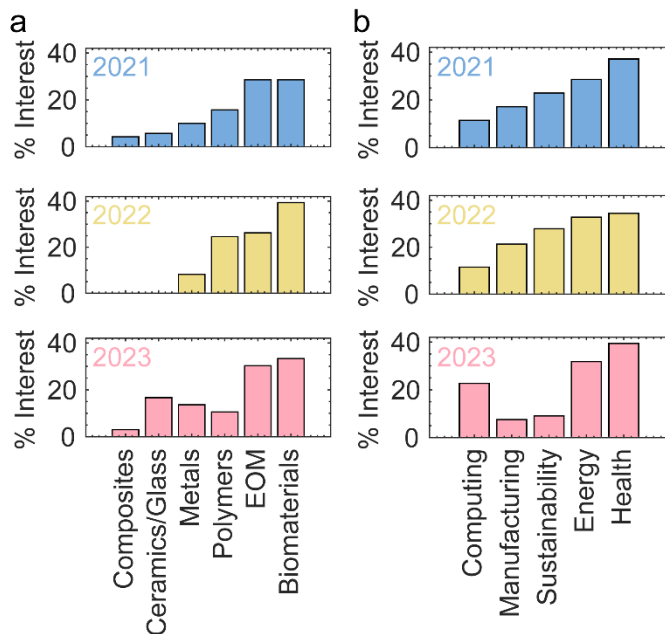 a
b
40
20
0
% Interest
2021
40
20
0
% Interest
2021
40
20
0
% Interest
2022
40
20
0
% Interest
2022
40
20
0
% Interest
2023
40
20
0
% Interest
2023
Composites
Ceramics/Glass
Metals
Polymers
EOM
Biomaterials
Computing
Manufacturing
Sustainability
Energy
Health